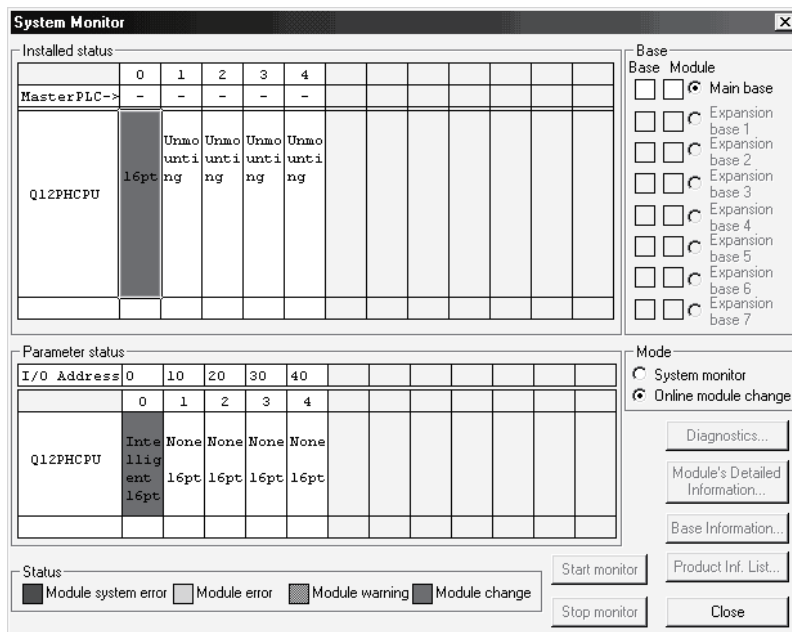 System Monitor
Installed status
0 1 2 3 4
MasterPLC-> - - - - -
Q12PHCPU
16pt
Unmo
unti
ng
Unmo
unti
ng
Unmo
unti
ng
Unmo
unti
ng
Base
Base Module
Main base
Expansion
base 1
Expansion
base 2
Expansion
base 3
Expansion
base 4
Expansion
base 5
Expansion
base 6
Expansion
base 7
Parameter status
I/O Address 0 10 20 30 40
0 1 2 3 4
Q12PHCPU
Inte
llig
ent
16pt
None
16pt
None
16pt
None
16pt
None
16pt
Mode
System monitor
Online module change
Diagnostics...
Module's Detailed
Information...
Base Information...
Product Inf. List...
Close
Status
Module system error Module error Module warning Module change
Start monitor
Stop monitor